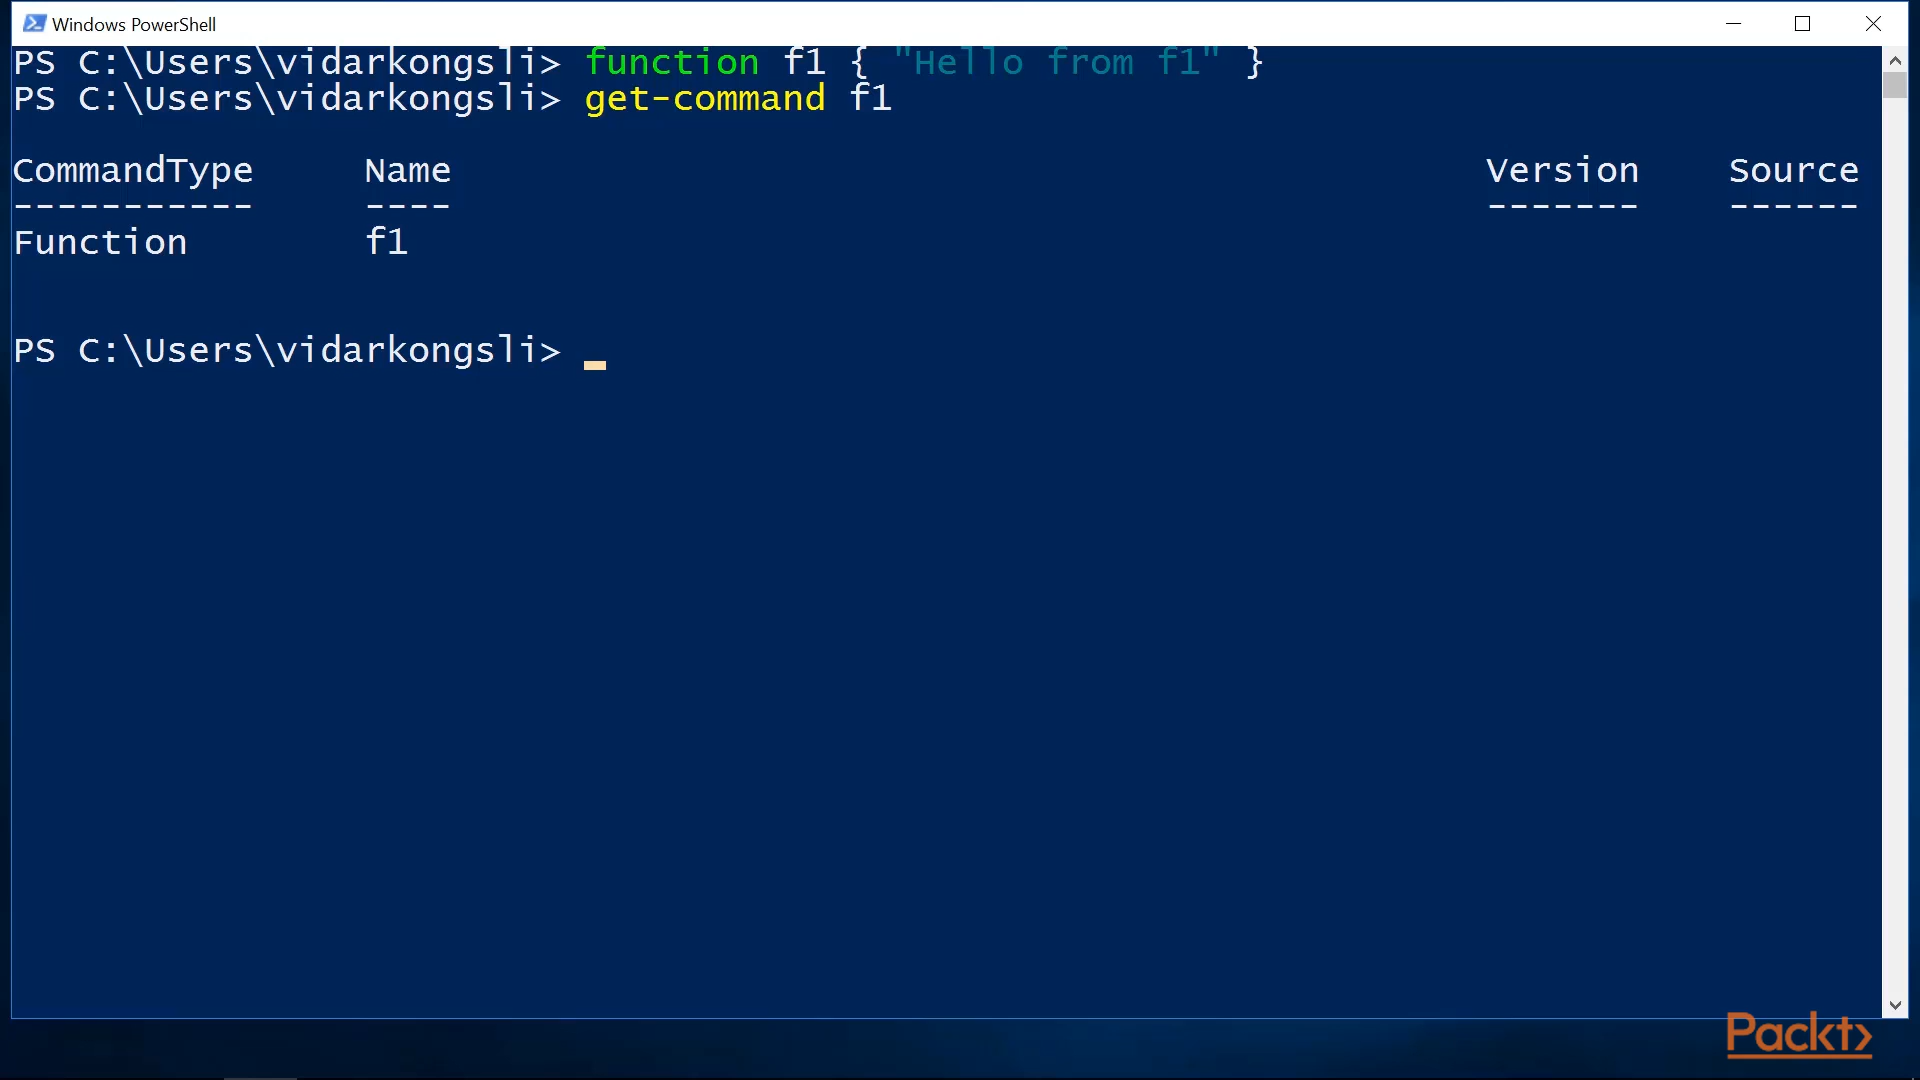 Windows PowerShell
PS C:\Users\vidarkongsli> function f1 { "Hello from f1" }
PS C:\Users\vidarkongsli> get-command f1
CommandType Name Version Source
----------- ---- ------- ------
Function f1
PS C:\Users\vidarkongsli> _
Packt>